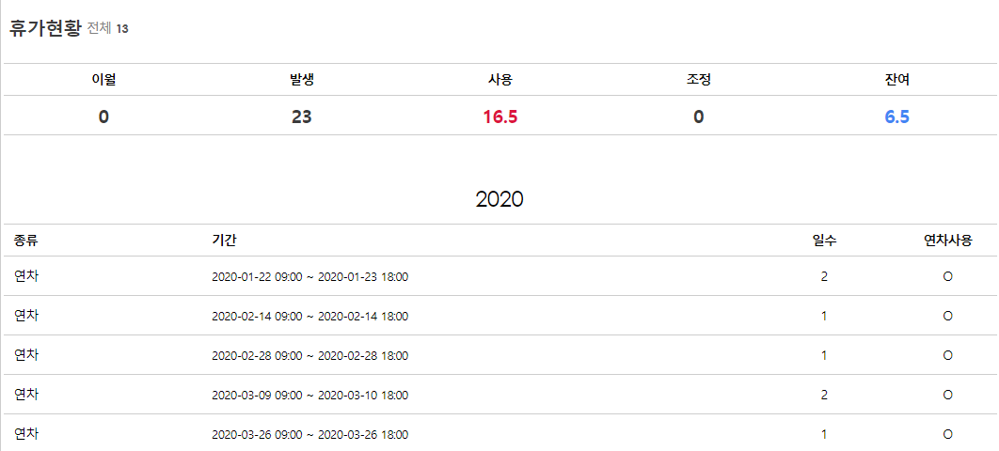 휴가현황 전체 13
이월 발생 사용 조정 잔여
0 23 16.5 0 6.5
2020
종류 기간 일수 연차사용
연차 2020-01-22 09:00 ~ 2020-01-23 18:00 2 O
연차 2020-02-14 09:00 ~ 2020-02-14 18:00 1 O
연차 2020-02-28 09:00 ~ 2020-02-28 18:00 1 O
연차 2020-03-09 09:00 ~ 2020-03-10 18:00 2 O
연차 2020-03-26 09:00 ~ 2020-03-26 18:00 1 O